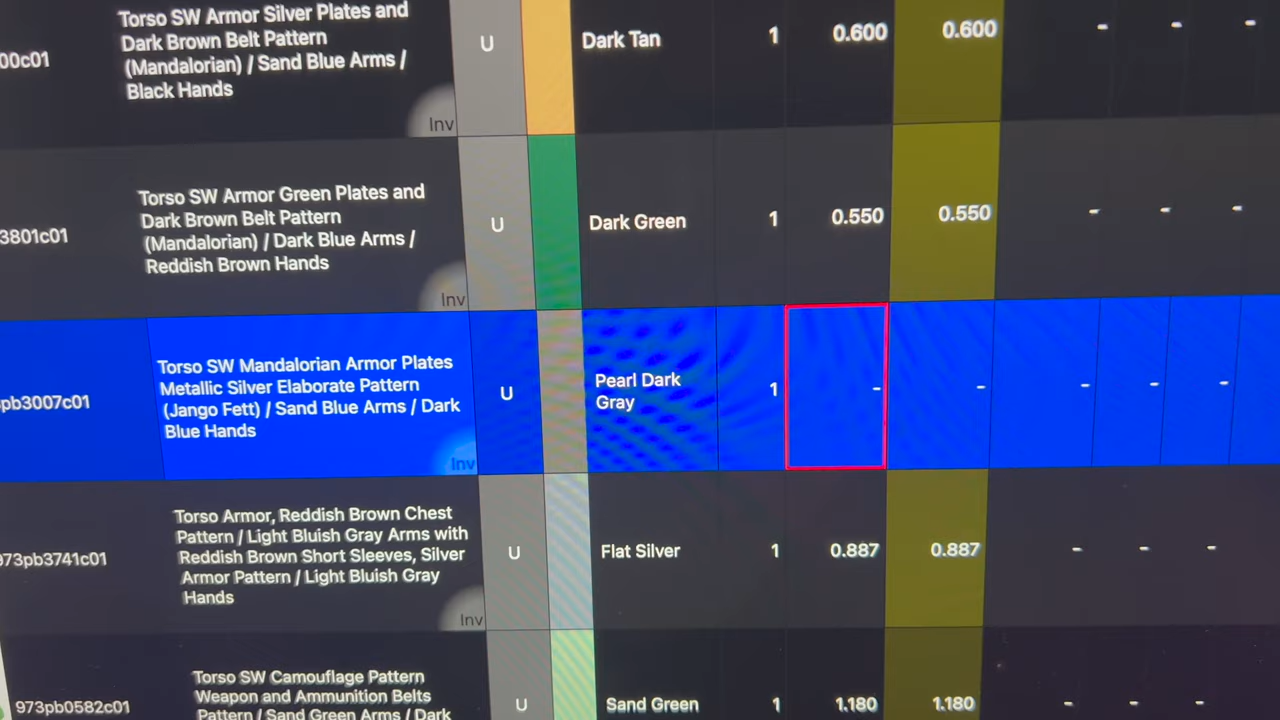 00c01
Torso SW Armor Silver Plates and
Dark Brown Belt Pattern
(Mandalorian) / Sand Blue Arms /
Black Hands
Inv
U
Dark Tan
1
0.600
0.600
-
-
-
3801c01
Torso SW Armor Green Plates and
Dark Brown Belt Pattern
(Mandalorian) / Dark Blue Arms /
Reddish Brown Hands
Inv
U
Dark Green
1
0.550
0.550
-
-
-
pb3007c01
Torso SW Mandalorian Armor Plates
Metallic Silver Elaborate Pattern
(Jango Fett) / Sand Blue Arms / Dark
Blue Hands
Inv
U
Pearl Dark
Gray
1
-
-
-
-
-
973pb3741c01
Torso Armor, Reddish Brown Chest
Pattern / Light Bluish Gray Arms with
Reddish Brown Short Sleeves, Silver
Armor Pattern / Light Bluish Gray
Hands
Inv
U
Flat Silver
1
0.887
0.887
-
-
-
973pb0582c01
Torso SW Camouflage Pattern
Weapon and Ammunition Belts
Pattern / Sand Green Arms / Dark
U
Sand Green
1
1.180
1.180
-
-
-